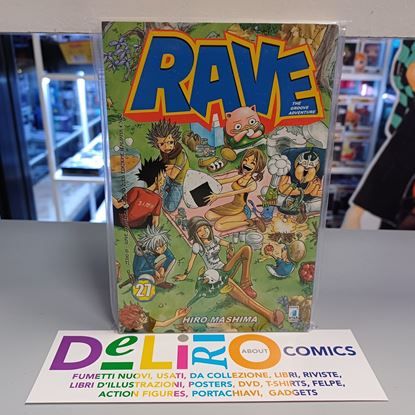 RAVE
THE
GROOVE
ADVENTURE
27
HIRO MASHIMA
DeLiRIO
ABOUT
COMICS
FUMETTI NUOVI, USATI, DA COLLEZIONE, LIBRI, RIVISTE,
LIBRI D'ILLUSTRAZIONI, POSTERS, DVD, T-SHIRTS, FELPE,
ACTION FIGURES, PORTACHIAVI, GADGETS